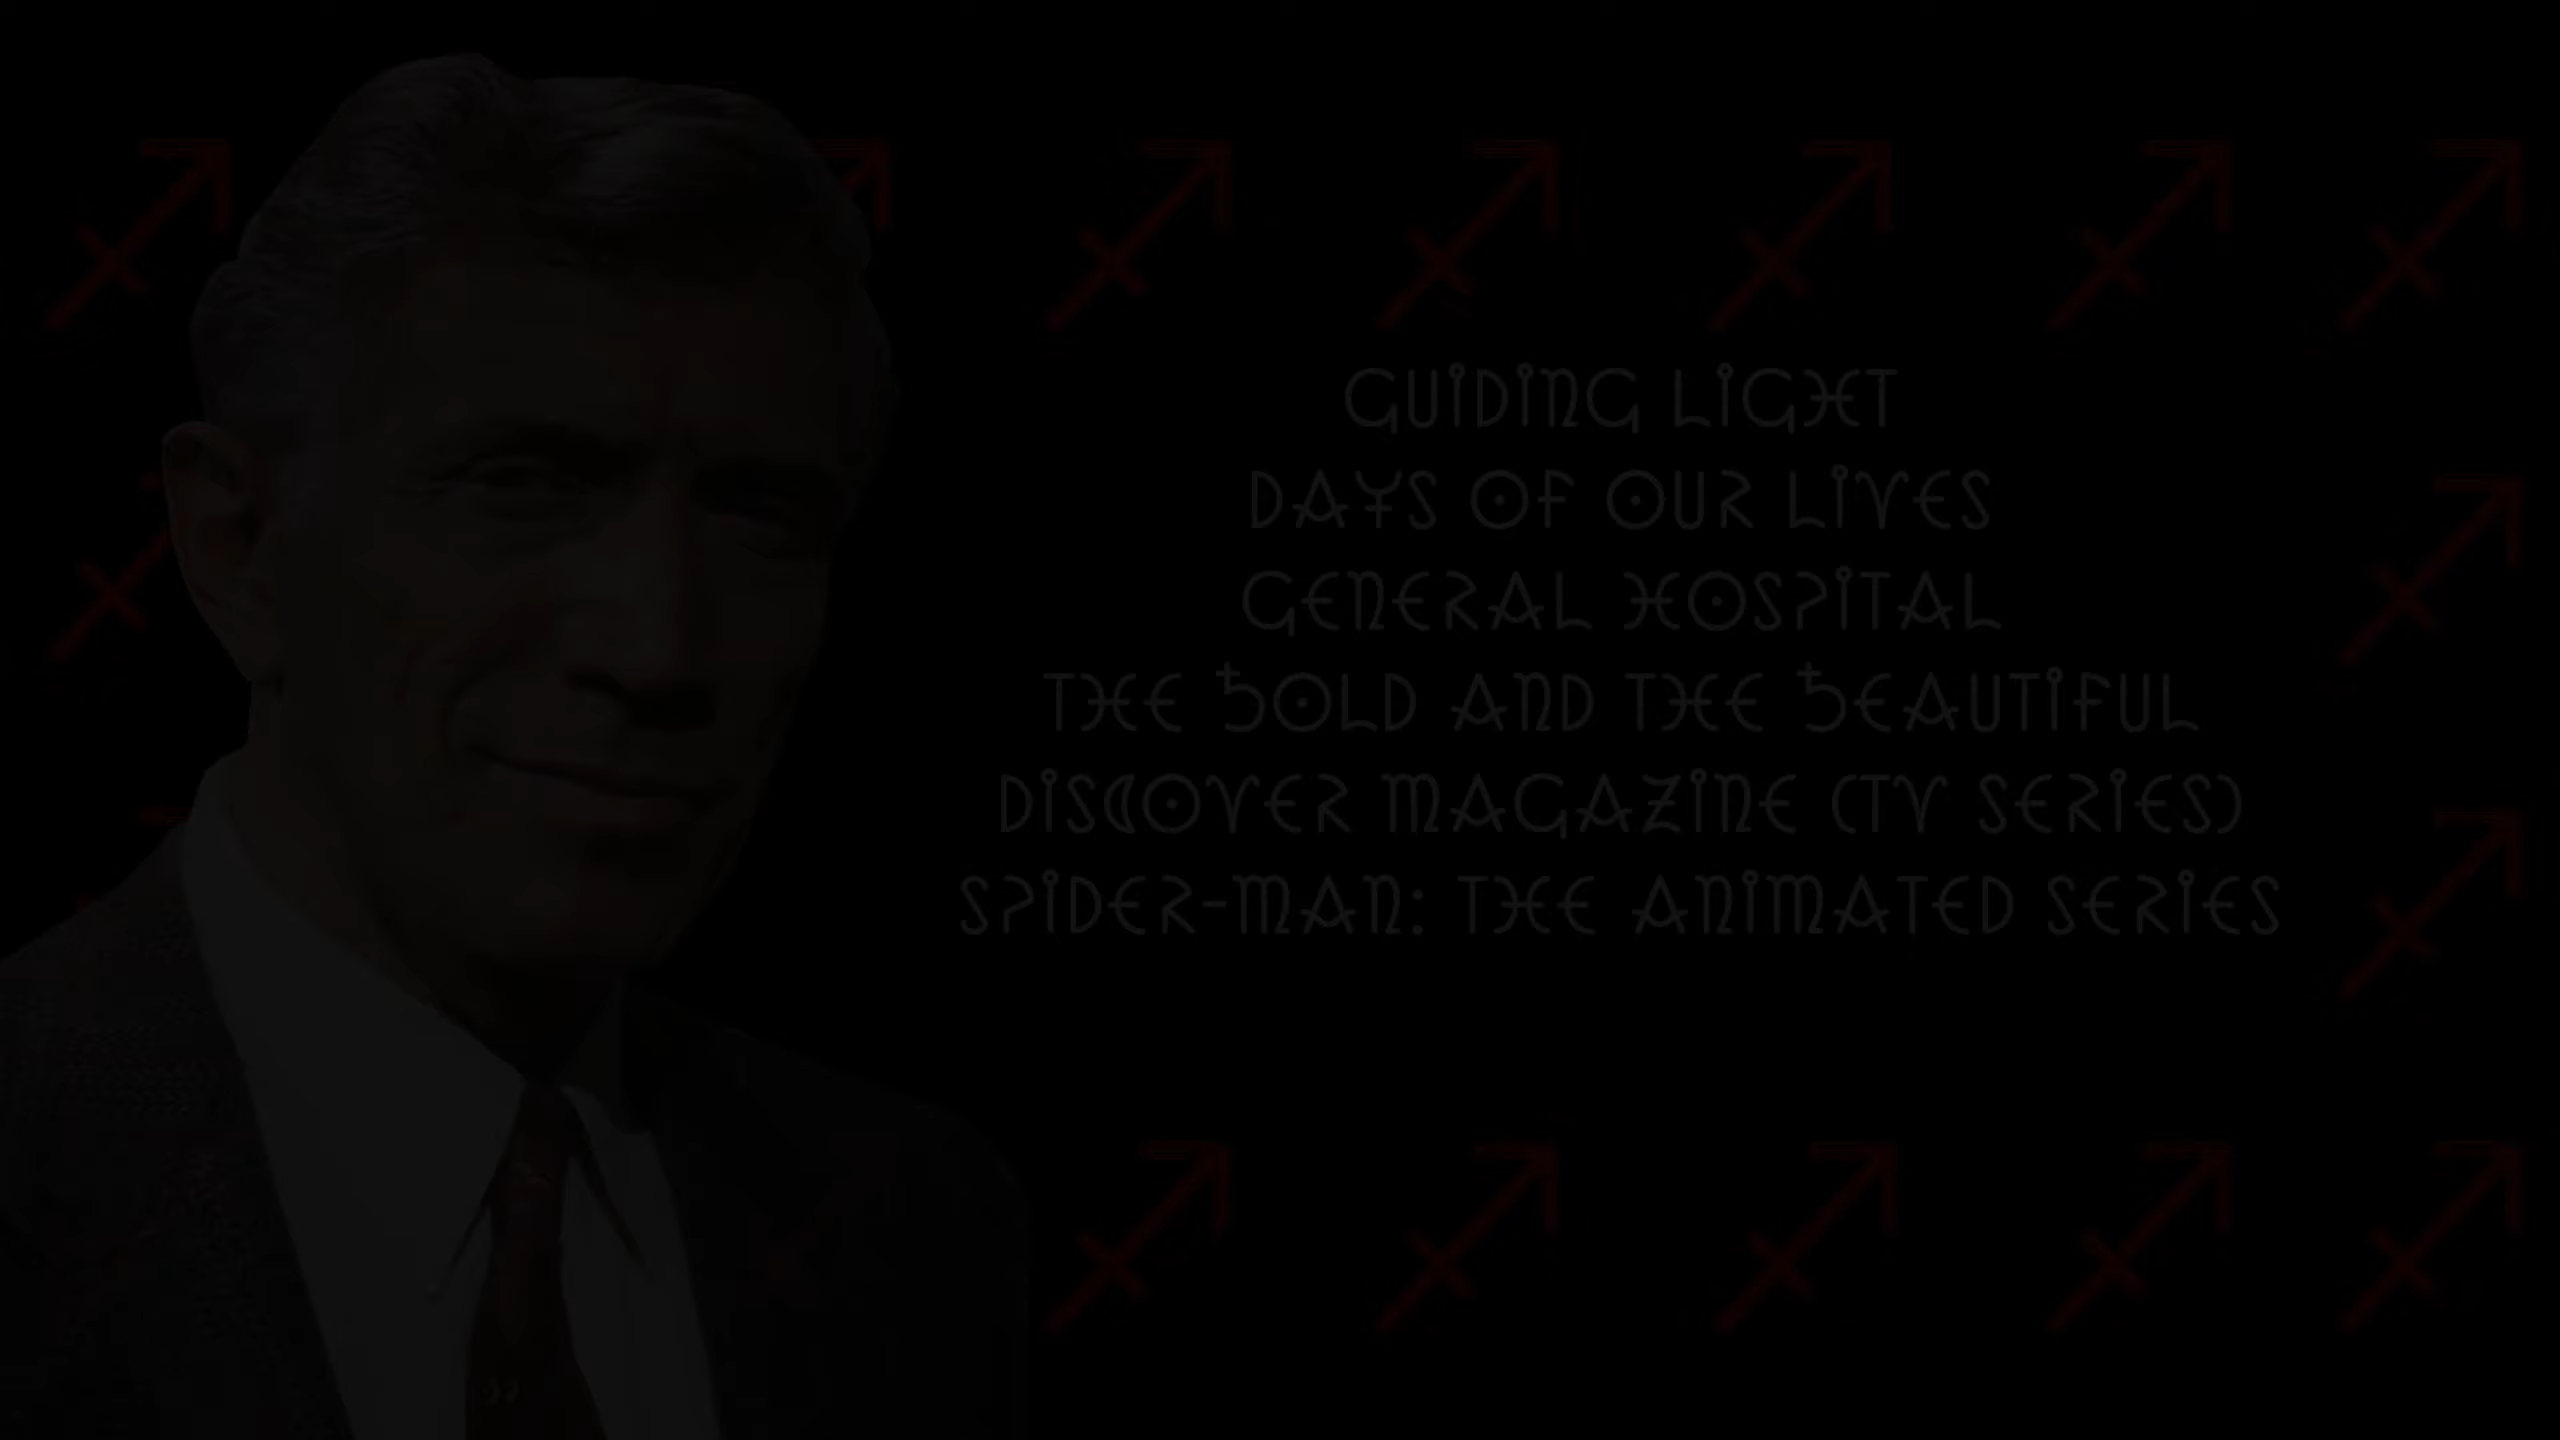 GUIDING LIGHT
DAYS OF OUR LIVES
GENERAL HOSPITAL
THE BOLD AND THE BEAUTIFUL
DISCOVER MAGAZINE (TV SERIES)
SPIDER-MAN: THE ANIMATED SERIES